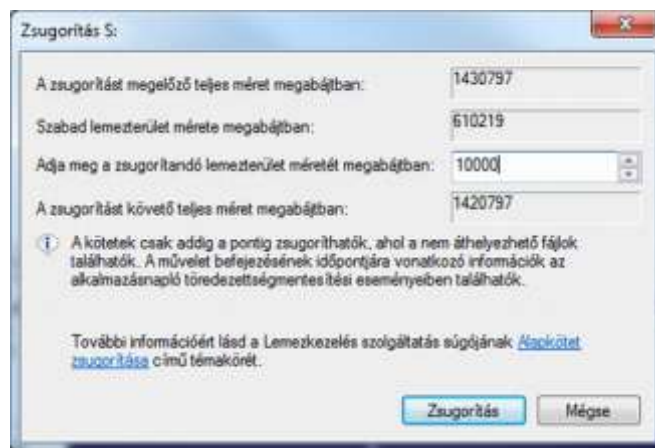 Zsugorítás S:
A zsugorítást megelőző teljes méret megabájtban: 1430797
Szabad lemezterület mérete megabájtban: 610219
Adja meg a zsugorítandó lemezterület méretét megabájtban: 10000
A zsugorítást követő teljes méret megabájtban: 1420797
A kötetek csak addig a pontig zsugoríthatók, ahol a nem áthelyezhető fájlok
találhatók. A művelet befejezésének időpontjára vonatkozó információk az
alkalmazásnapló töredezettségmentesítési eseményeiben találhatók.
További információért lásd a Lemezkezelés szolgáltatás súgójának Alapkötet
zsugorítása című témakörét.
Zsugorítás Mégse